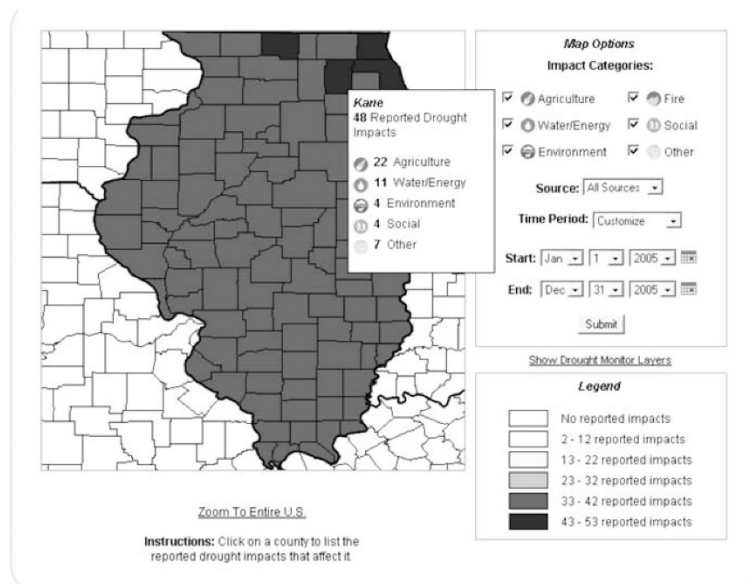 Kane
48 Reported Drought
Impacts
22 Agriculture
11 Water/Energy
4 Environment
4 Social
7 Other
Zoom To Entire U.S.
Instructions: Click on a county to list the
reported drought impacts that affect it.
Map Options
Impact Categories:
Agriculture Fire
Water/Energy Social
Environment Other
Source: All Sources
Time Period: Customize
Start: Jan 1 2005
End: Dec 31 2005
Submit
Show Drought Monitor Layers
Legend
No reported impacts
2 - 12 reported impacts
13 - 22 reported impacts
23 - 32 reported impacts
33 - 42 reported impacts
43 - 53 reported impacts